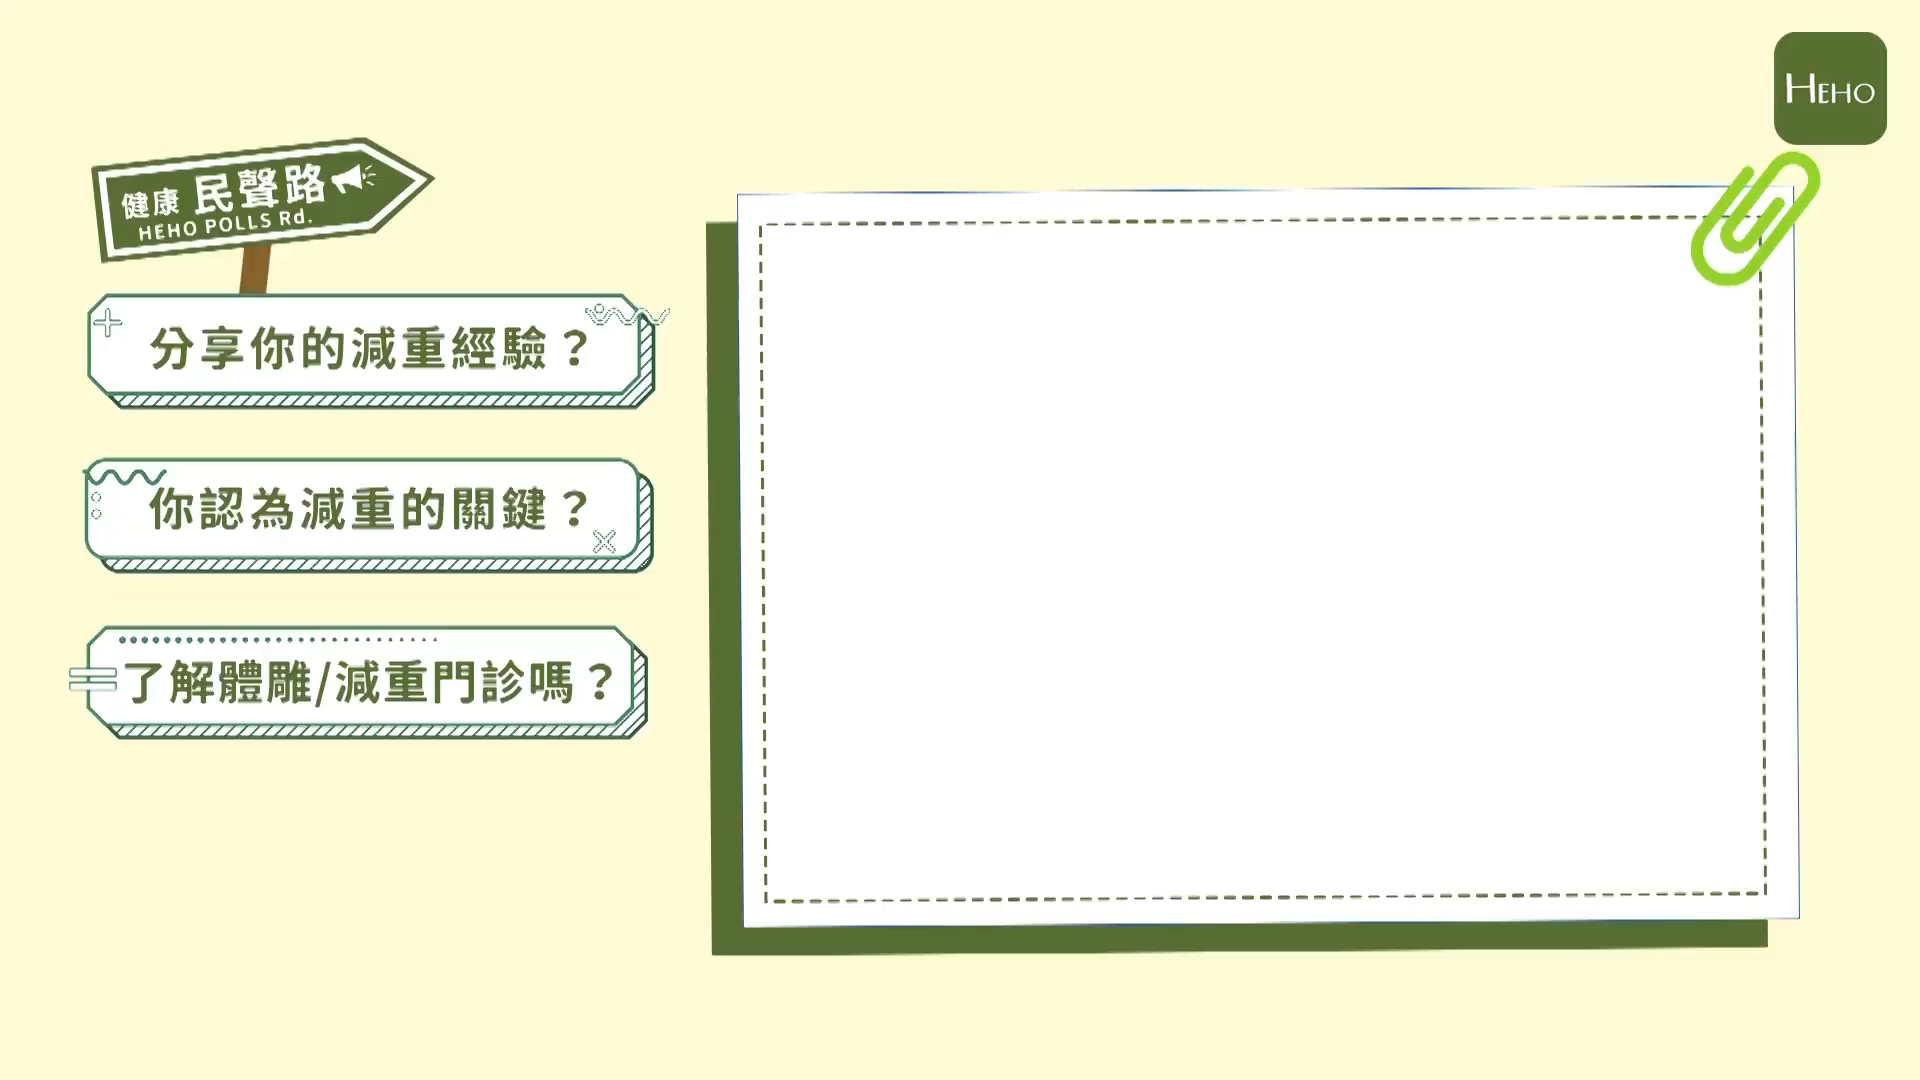 HEHO
健康 民聲路
HEHO POLLS Rd.
分享你的減重經驗？
你認為減重的關鍵？
了解體雕/減重門診嗎？